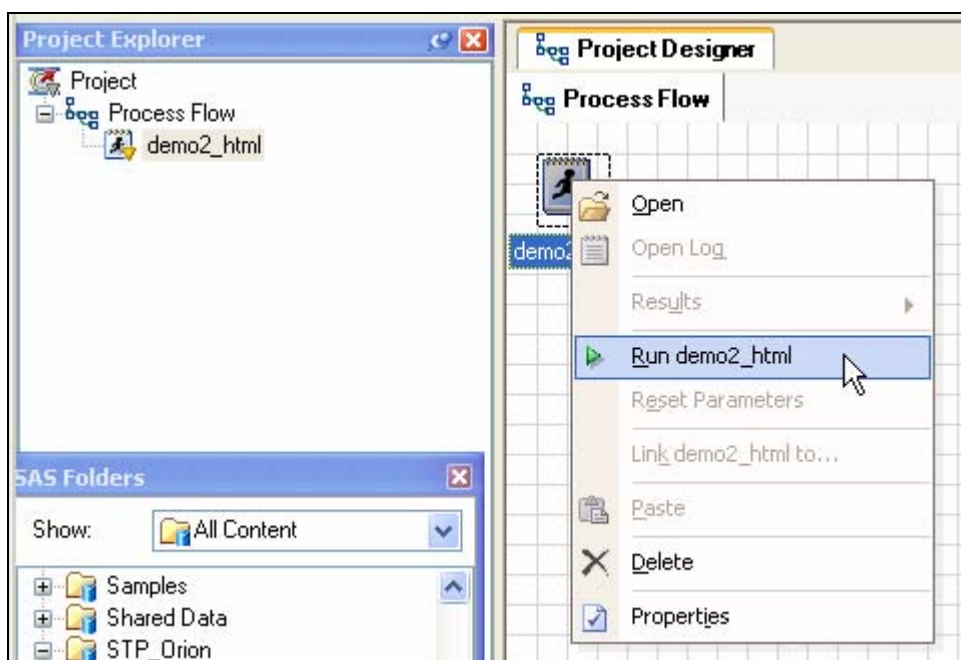 Project Explorer
Project
Process Flow
demo2_html
SAS Folders
Show: All Content
Samples
Shared Data
STP_Orion
Project Designer
Process Flow
demo2
Open
Open Log
Results
Run demo2_html
Reset Parameters
Link demo2_html to...
Paste
Delete
Properties